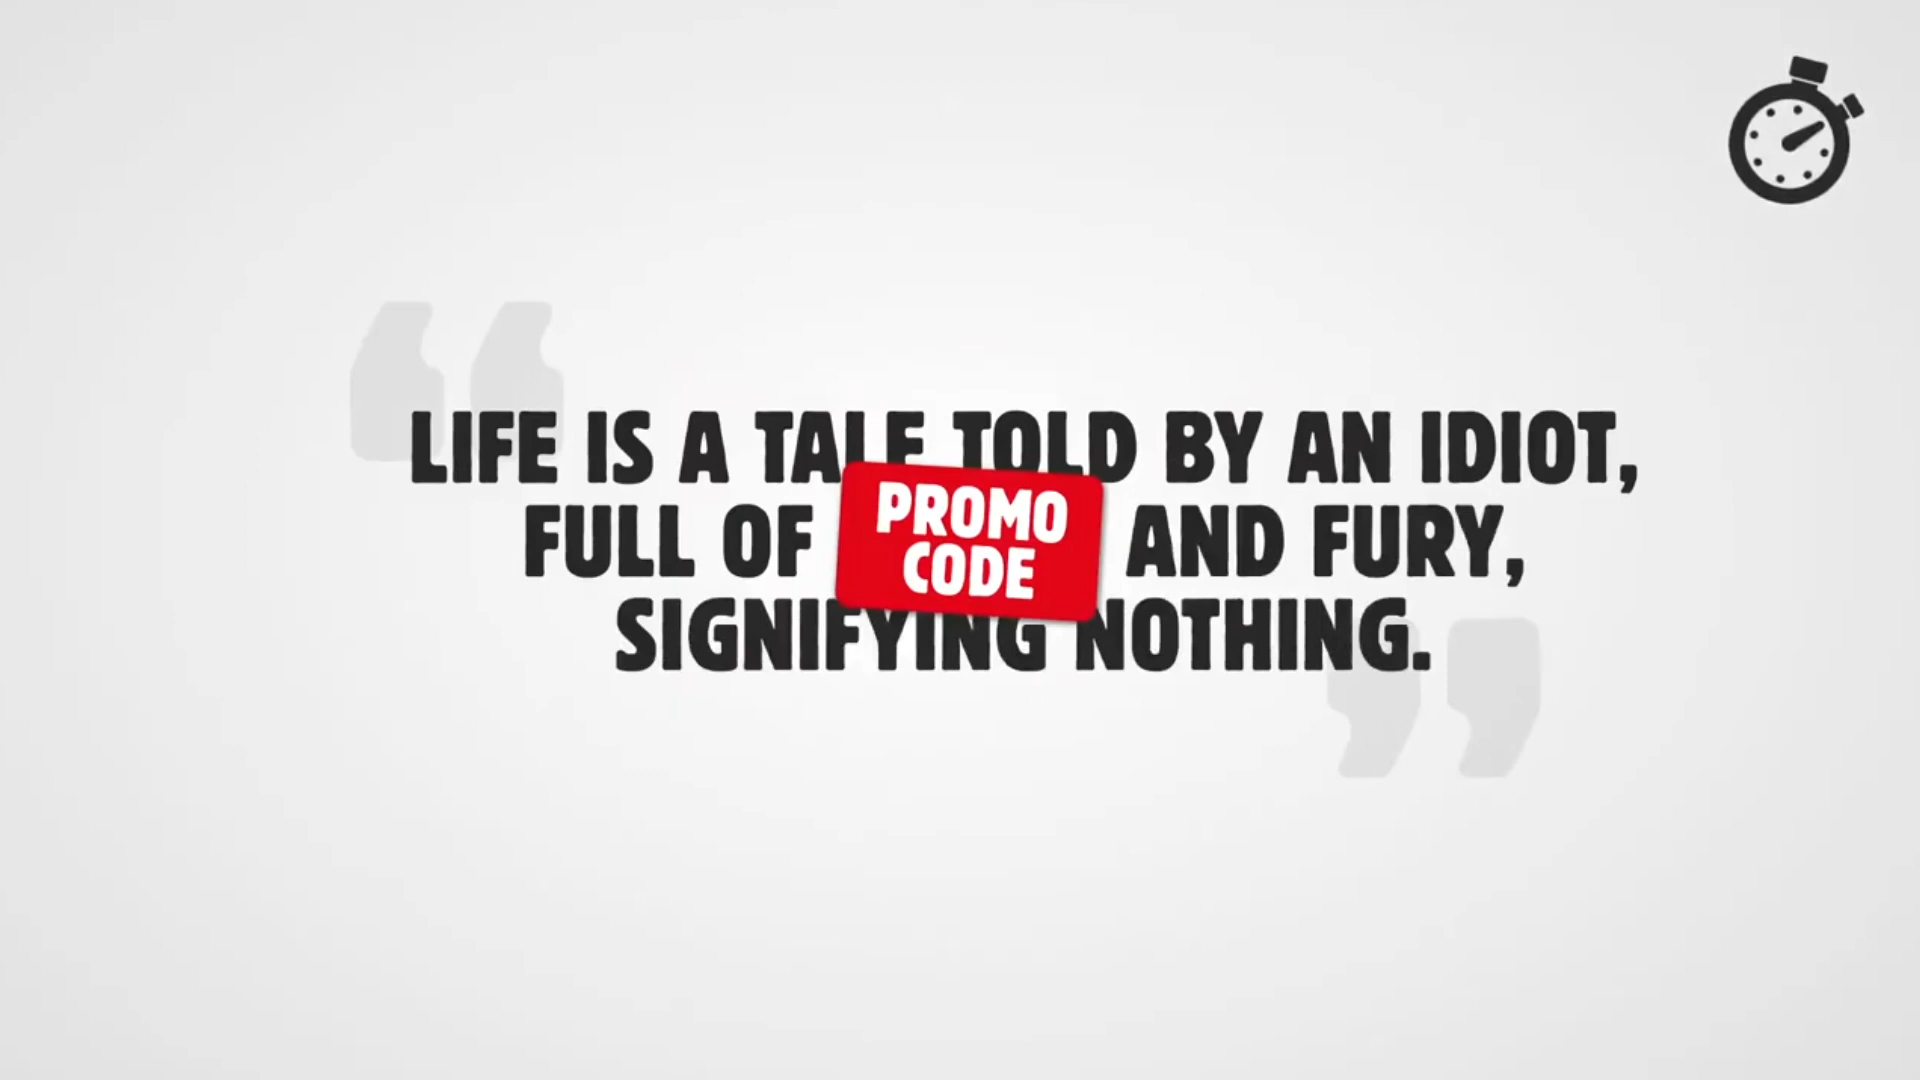 LIFE IS A TALE TOLD BY AN IDIOT,
FULL OF PROMO CODE AND FURY,
SIGNIFYING NOTHING.